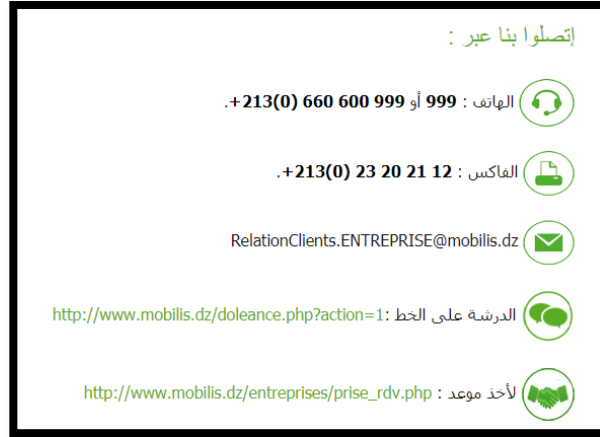 إتصلوا بنا عبر :
الهاتف : 999 أو 999 600 660 (0)213+.
الفاكس : 12 21 20 23 (0)213+.
RelationClients.ENTREPRISE@mobilis.dz
الدرشة على الخط :http://www.mobilis.dz/doleance.php?action=1
لأخذ موعد : http://www.mobilis.dz/entreprises/prise_rdv.php